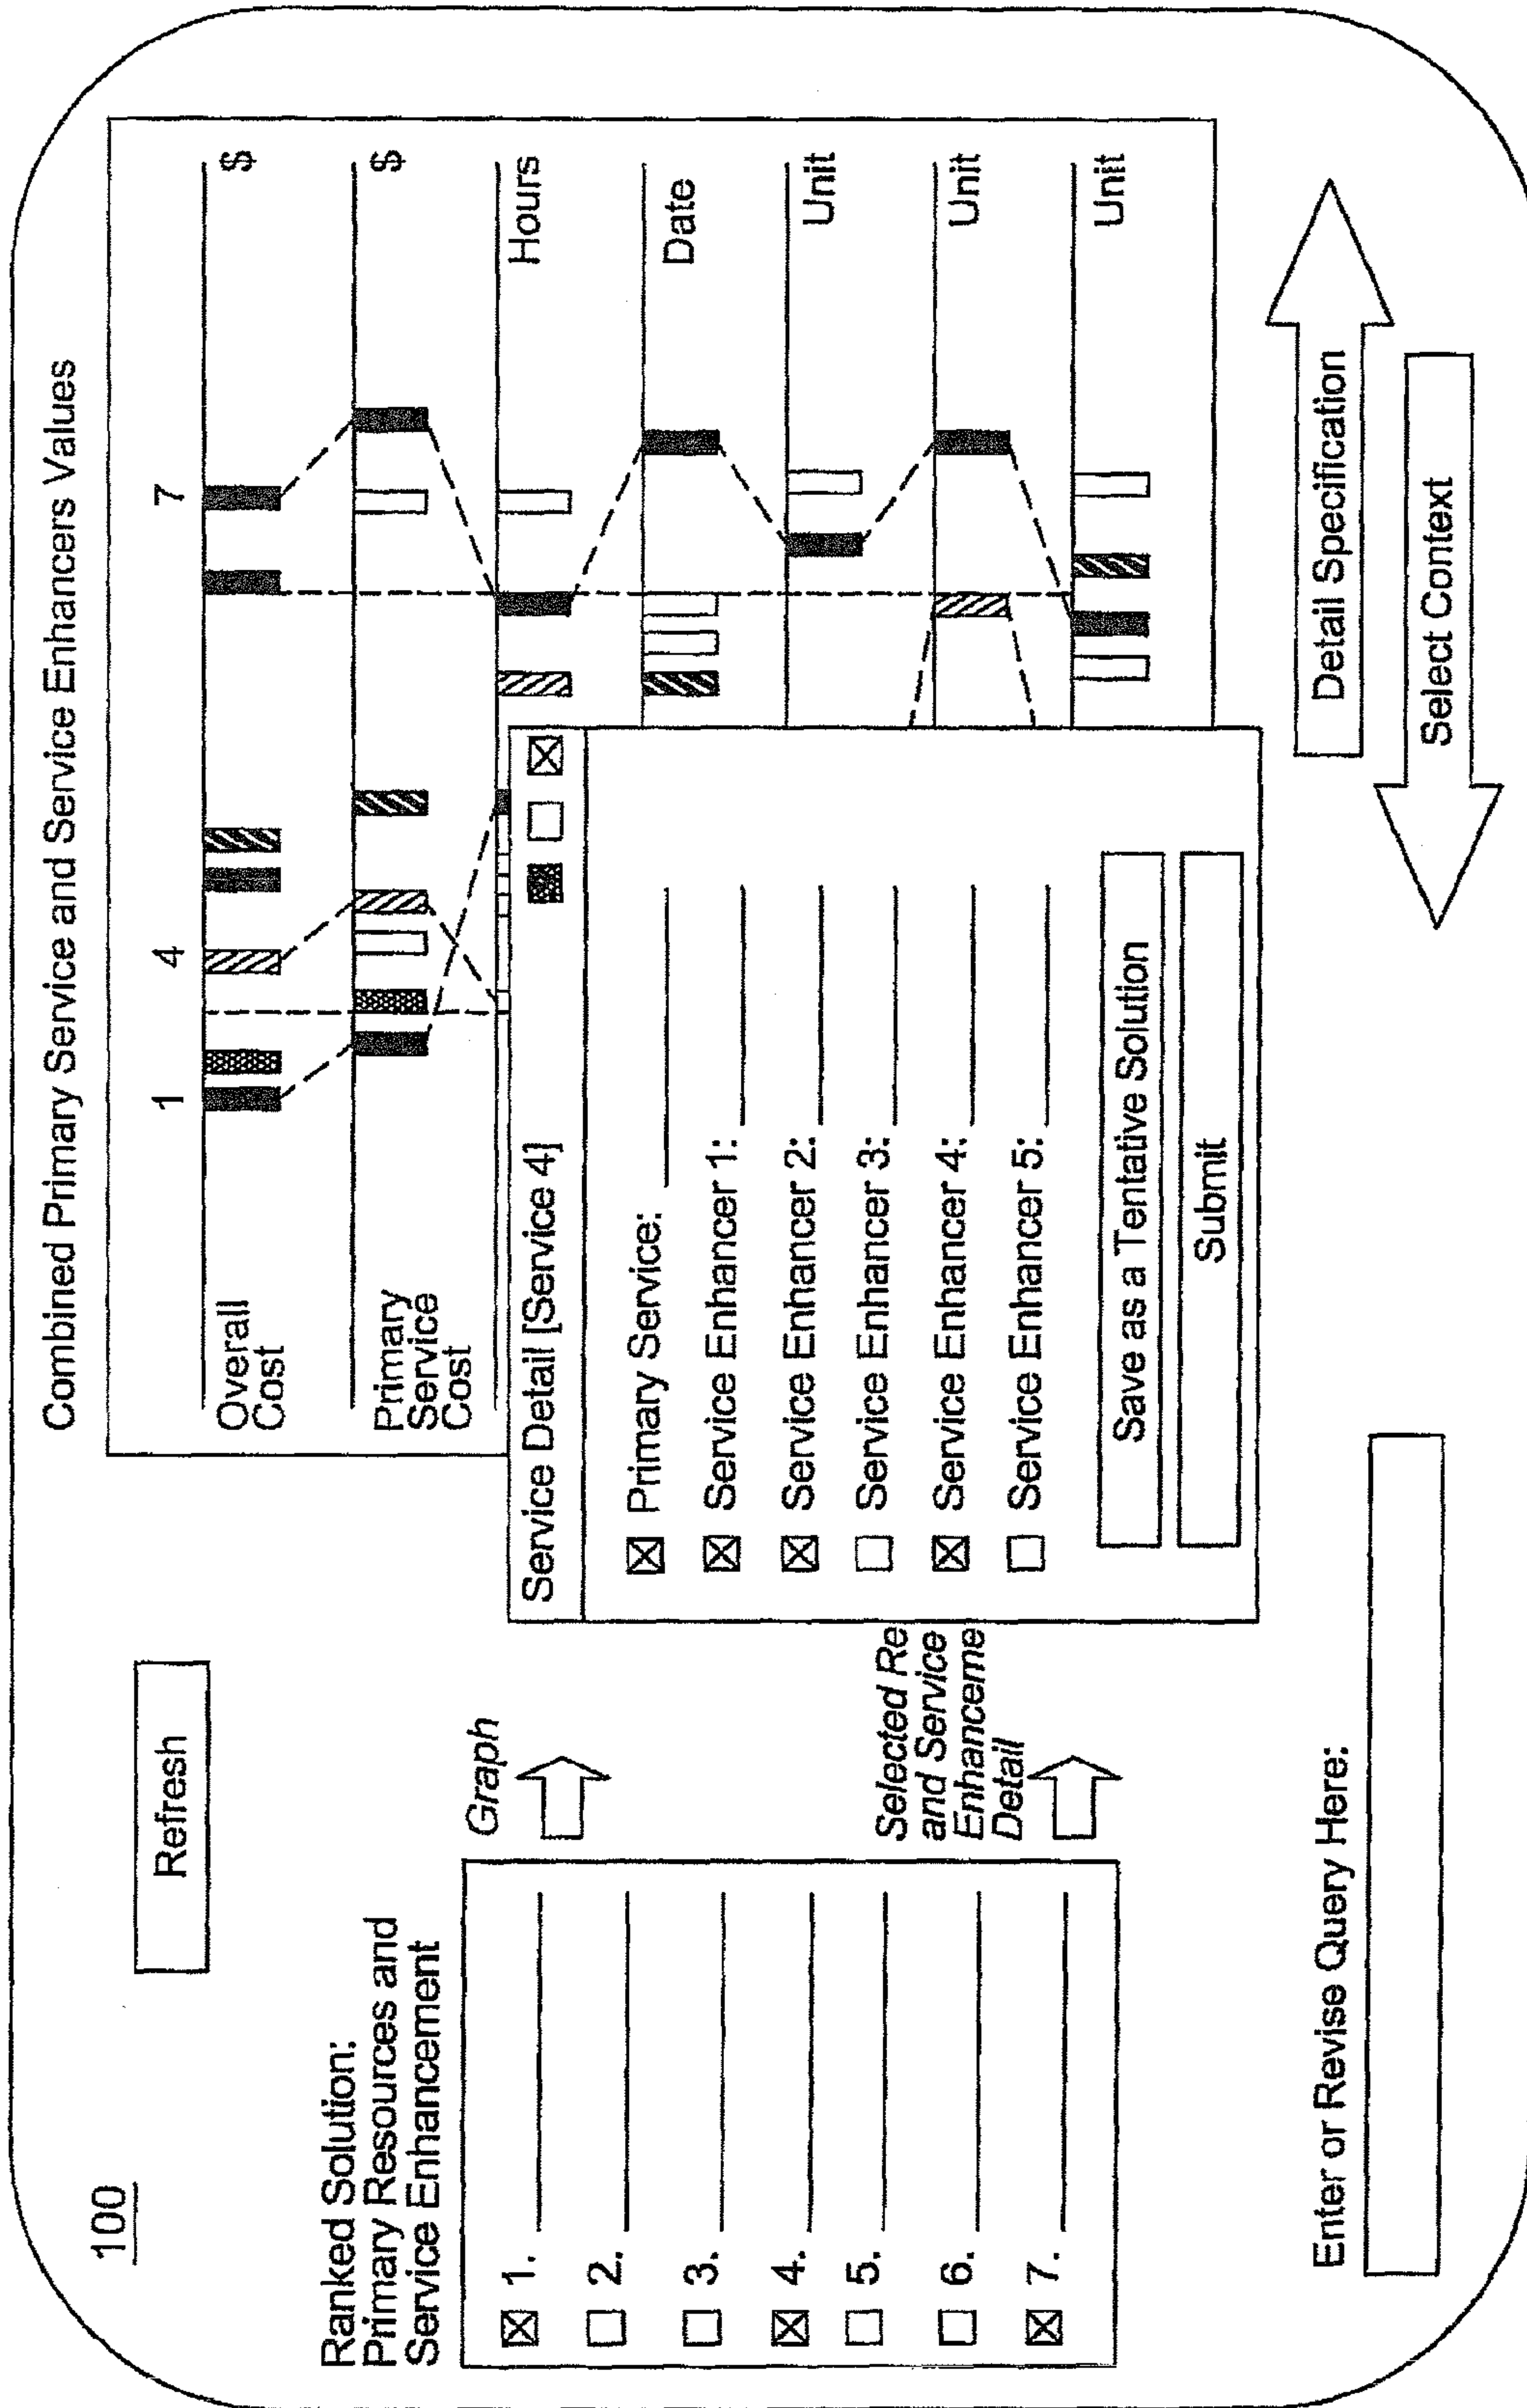 100
Refresh
Combined Primary Service and Service Enhancers Values
Ranked Solution:
Primary Resources and
Service Enhancement
1.
2.
3.
4.
5.
6.
7.
Graph
Selected Re
and Service
Enhanceme
Detail
1 4 7
Overall
Cost
$
Primary
Service
Cost
$
Hours
Date
Unit
Unit
Unit
Service Detail [Service 4]
Primary Service:
Service Enhancer 1:
Service Enhancer 2:
Service Enhancer 3:
Service Enhancer 4:
Service Enhancer 5:
Save as a Tentative Solution
Submit
Enter or Revise Query Here:
Detail Specification
Select Context